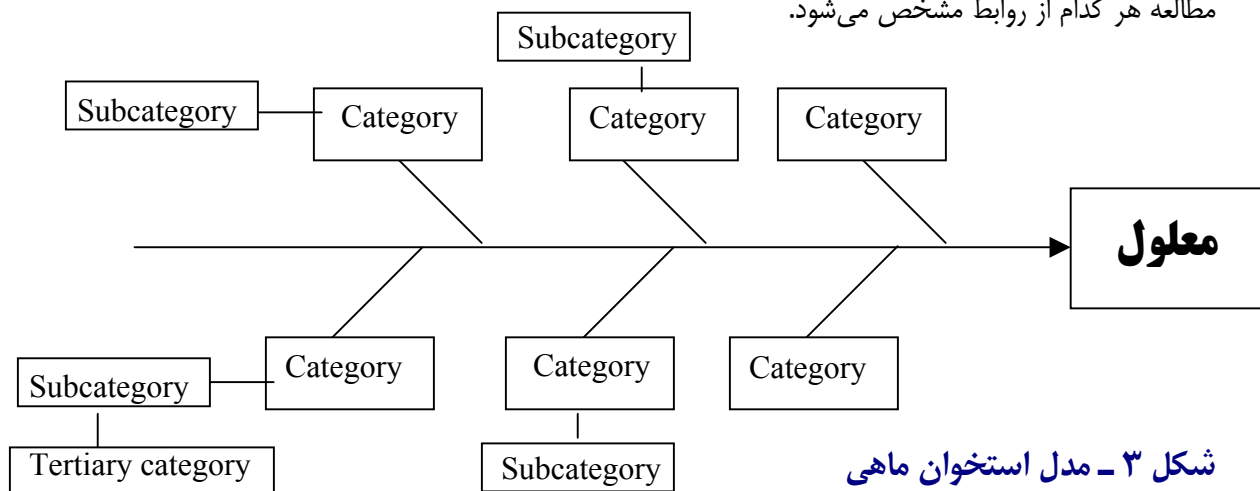 مطالعه هر کدام از روابط مشخص می‌شود.
Subcategory
Subcategory
Category
Category
Category
معلول
Category
Category
Category
Subcategory
Tertiary category
Subcategory
شکل ۳ ـ مدل استخوان ماهی